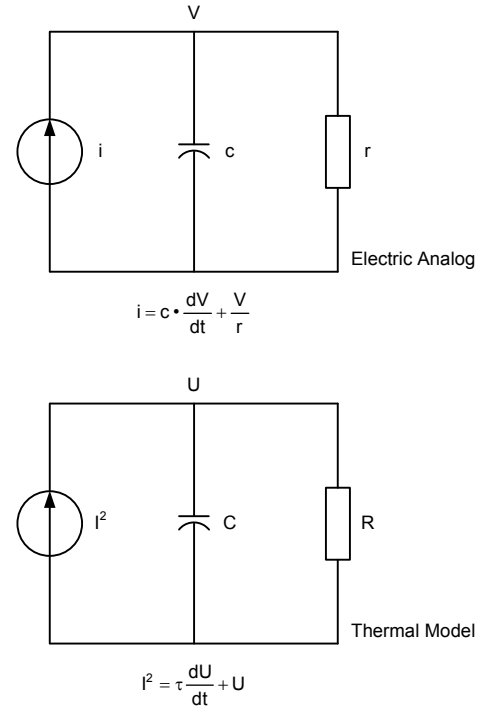 V
i
c
r
Electric Analog
i = c • dV/dt + V/r
U
I²
C
R
Thermal Model
I² = τ dU/dt + U